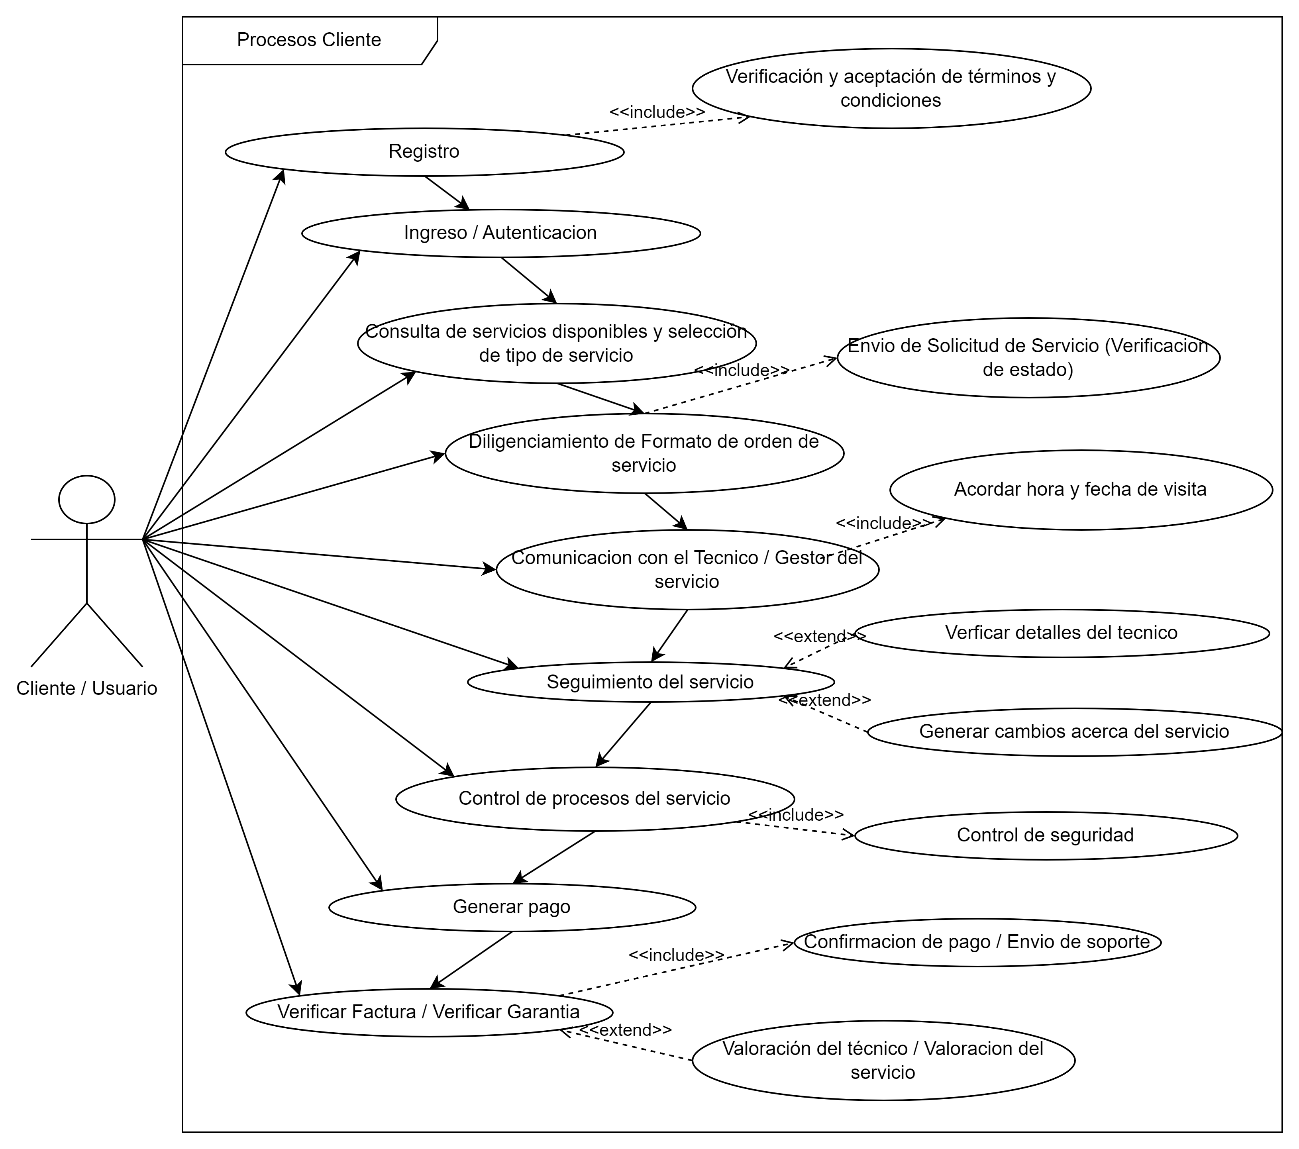 Procesos Cliente
Verificación y aceptación de términos y
condiciones
<<include>>
Registro
Ingreso / Autenticacion
Consulta de servicios disponibles y selección
de tipo de servicio
Envio de Solicitud de Servicio (Verificacion
de estado)
<<include>>
Diligenciamiento de Formato de orden de
servicio
Acordar hora y fecha de visita
<<include>>
Comunicacion con el Tecnico / Gestor del
servicio
Verficar detalles del tecnico
<<extend>>
Seguimiento del servicio
Cliente / Usuario
<<extend>>
Generar cambios acerca del servicio
Control de procesos del servicio
<<include>>
Control de seguridad
Generar pago
Confirmacion de pago / Envio de soporte
<<include>>
Verificar Factura / Verificar Garantia
<<extend>>
Valoración del técnico / Valoracion del
servicio